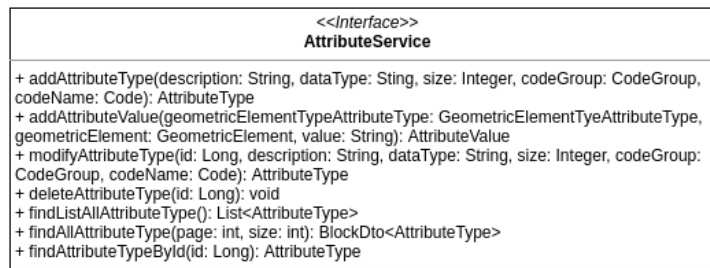 <<Interface>>
AttributeService
+ addAttributeType(description: String, dataType: Sting, size: Integer, codeGroup: CodeGroup,
codeName: Code): AttributeType
+ addAttributeValue(geometricElementTypeAttributeType: GeometricElementTyeAttributeType,
geometricElement: GeometricElement, value: String): AttributeValue
+ modifyAttributeType(id: Long, description: String, dataType: String, size: Integer, codeGroup:
CodeGroup, codeName: Code): AttributeType
+ deleteAttributeType(id: Long): void
+ findListAllAttributeType(): List<AttributeType>
+ findAllAttributeType(page: int, size: int): BlockDto<AttributeType>
+ findAttributeTypeById(id: Long): AttributeType